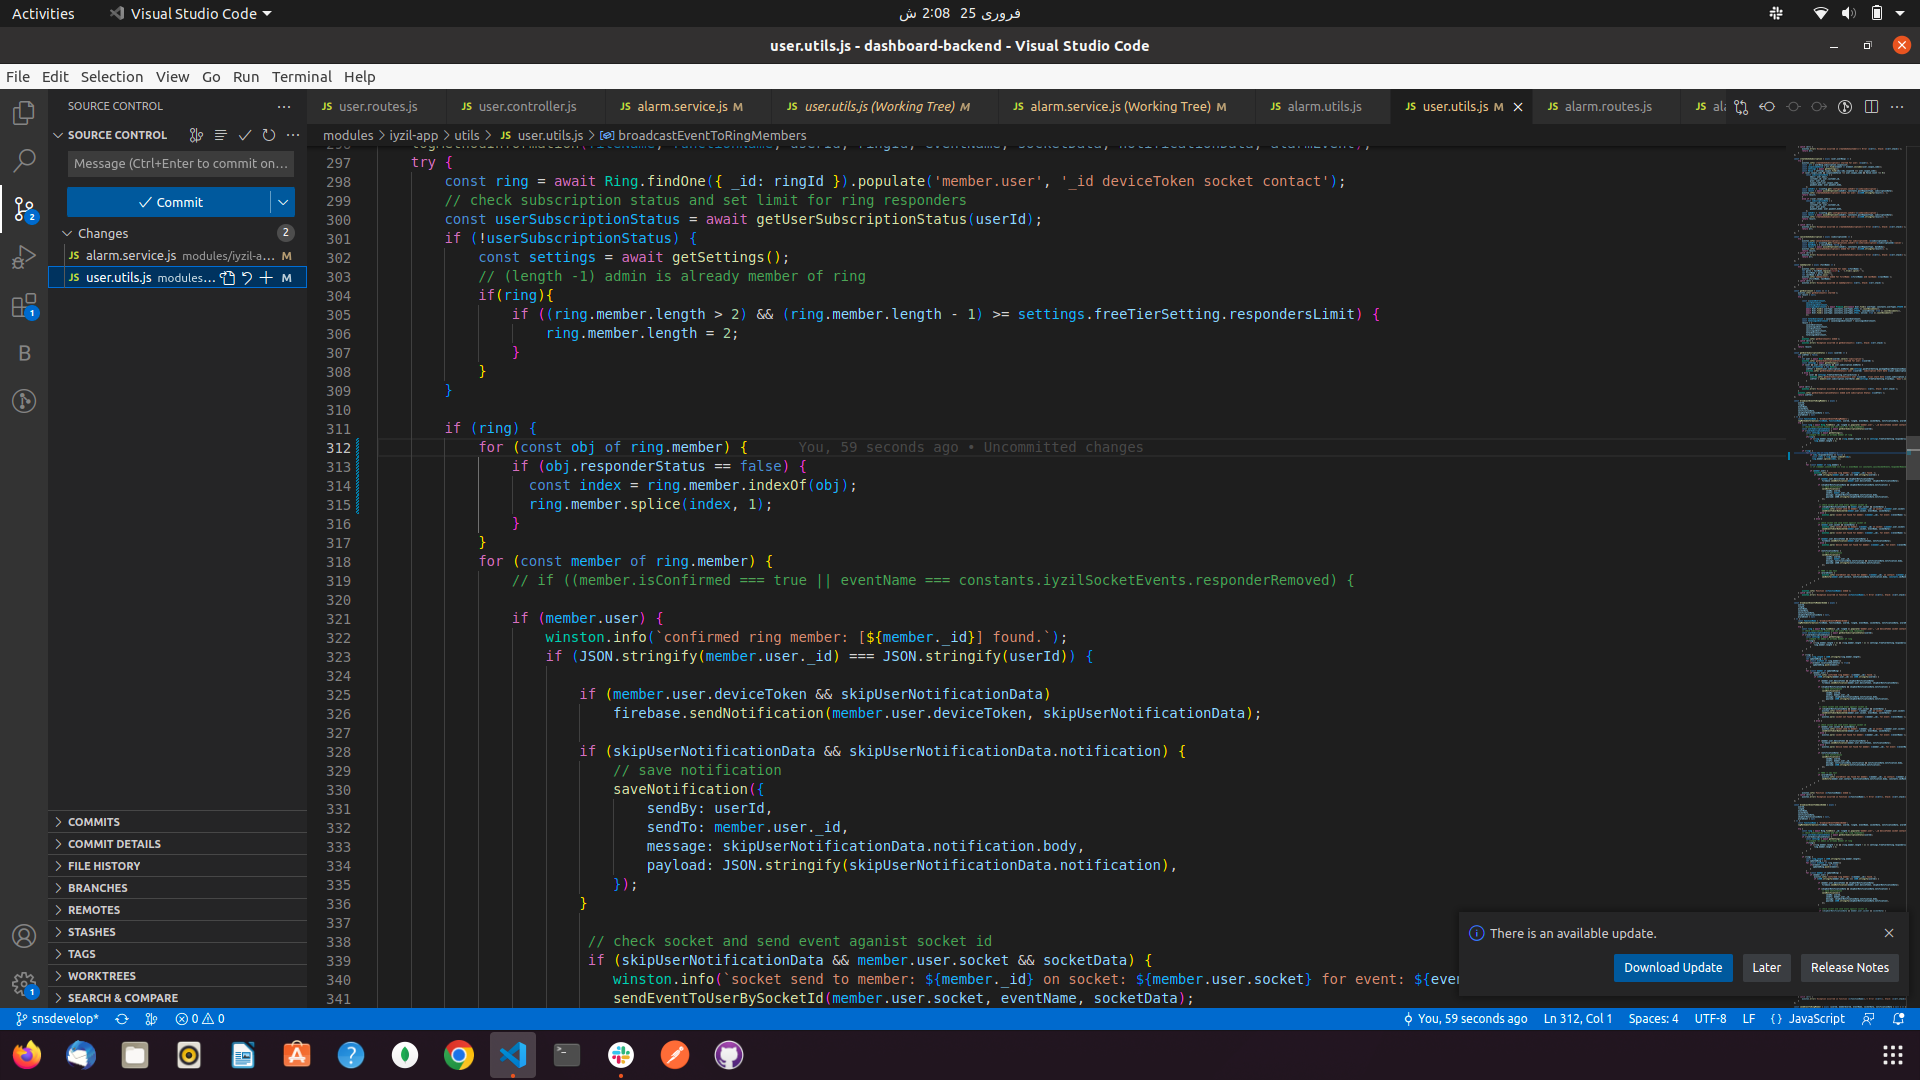 Activities
Visual Studio Code
فروری 25  2:08 ش
user.utils.js - dashboard-backend - Visual Studio Code
File Edit Selection View Go Run Terminal Help
SOURCE CONTROL
JS user.routes.js
JS user.controller.js
JS alarm.service.js M
JS user.utils.js (Working Tree) M
JS alarm.service.js (Working Tree) M
JS alarm.utils.js
JS user.utils.js M
JS alarm.routes.js
JS
modules > iyzil-app > utils > JS user.utils.js > broadcastEventToRingMembers
SOURCE CONTROL
Message (Ctrl+Enter to commit on...
Commit
Changes 2
JS alarm.service.js modules/iyzil-a... M
JS user.utils.js modules... M
COMMITS
COMMIT DETAILS
FILE HISTORY
BRANCHES
REMOTES
STASHES
TAGS
WORKTREES
SEARCH & COMPARE
297 try {
298 const ring = await Ring.findOne({ _id: ringId }).populate('member.user', '_id deviceToken socket contact');
299 // check subscription status and set limit for ring responders
300 const userSubscriptionStatus = await getUserSubscriptionStatus(userId);
301 if (!userSubscriptionStatus) {
302 const settings = await getSettings();
303 // (length -1) admin is already member of ring
304 if(ring){
305 if ((ring.member.length > 2) && (ring.member.length - 1) >= settings.freeTierSetting.respondersLimit) {
306 ring.member.length = 2;
307 }
308 }
309 }
310
311 if (ring) {
312 for (const obj of ring.member) { You, 59 seconds ago • Uncommitted changes
313 if (obj.responderStatus == false) {
314 const index = ring.member.indexOf(obj);
315 ring.member.splice(index, 1);
316 }
317 }
318 for (const member of ring.member) {
319 // if ((member.isConfirmed === true || eventName === constants.iyzilSocketEvents.responderRemoved) {
320
321 if (member.user) {
322 winston.info(`confirmed ring member: [${member._id}] found.`);
323 if (JSON.stringify(member.user._id) === JSON.stringify(userId)) {
324
325 if (member.user.deviceToken && skipUserNotificationData)
326 firebase.sendNotification(member.user.deviceToken, skipUserNotificationData);
327
328 if (skipUserNotificationData && skipUserNotificationData.notification) {
329 // save notification
330 saveNotification({
331 sendBy: userId,
332 sendTo: member.user._id,
333 message: skipUserNotificationData.notification.body,
334 payload: JSON.stringify(skipUserNotificationData.notification),
335 });
336 }
337
338 // check socket and send event aganist socket id
339 if (skipUserNotificationData && member.user.socket && socketData) {
340 winston.info(`socket send to member: ${member._id} on socket: ${member.user.socket} for event: ${eve
341 sendEventToUserBySocketId(member.user.socket, eventName, socketData);
There is an available update.
Download Update
Later
Release Notes
snsdevelop*
0 0
You, 59 seconds ago
Ln 312, Col 1
Spaces: 4
UTF-8
LF
{ } JavaScript